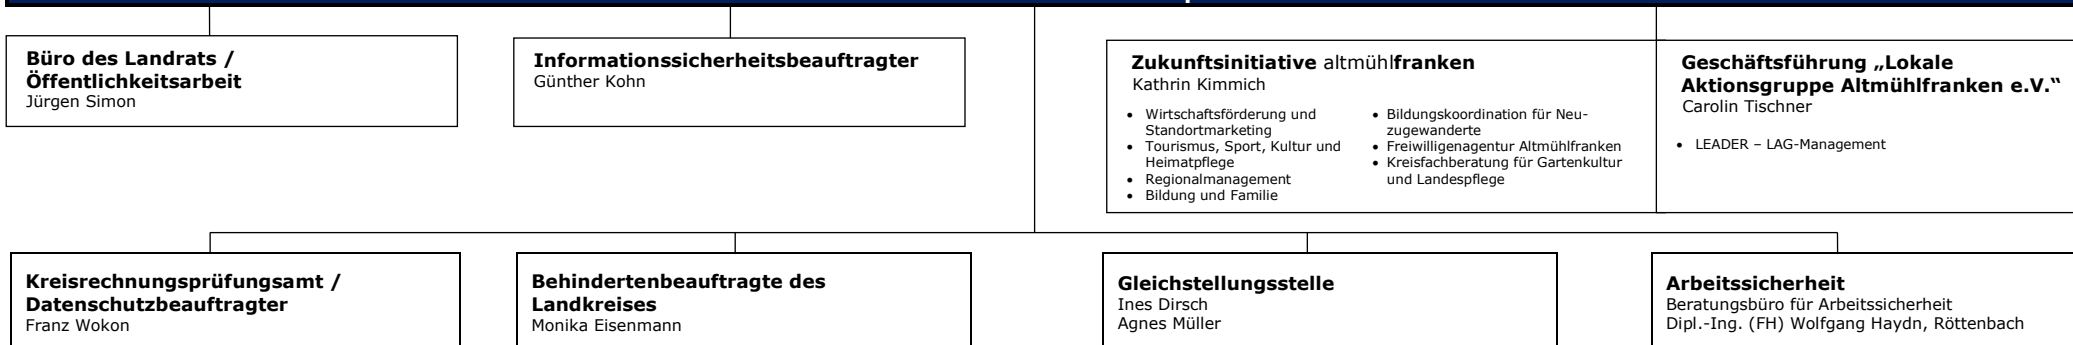 Büro des Landrats /
Öffentlichkeitsarbeit
Jürgen Simon
Informationssicherheitsbeauftragter
Günther Kohn
Zukunftsinitiative altmühlfranken
Kathrin Kimmich
• Wirtschaftsförderung und
Standortmarketing
• Tourismus, Sport, Kultur und
Heimatpflege
• Regionalmanagement
• Bildung und Familie
• Bildungskoordination für Neu-
zugewanderte
• Freiwilligenagentur Altmühlfranken
• Kreisfachberatung für Gartenkultur
und Landespflege
Geschäftsführung „Lokale
Aktionsgruppe Altmühlfranken e.V.“
Carolin Tischner
• LEADER – LAG-Management
Kreisrechnungsprüfungsamt /
Datenschutzbeauftragter
Franz Wokon
Behindertenbeauftragte des
Landkreises
Monika Eisenmann
Gleichstellungsstelle
Ines Dirsch
Agnes Müller
Arbeitssicherheit
Beratungsbüro für Arbeitssicherheit
Dipl.-Ing. (FH) Wolfgang Haydn, Röttenbach